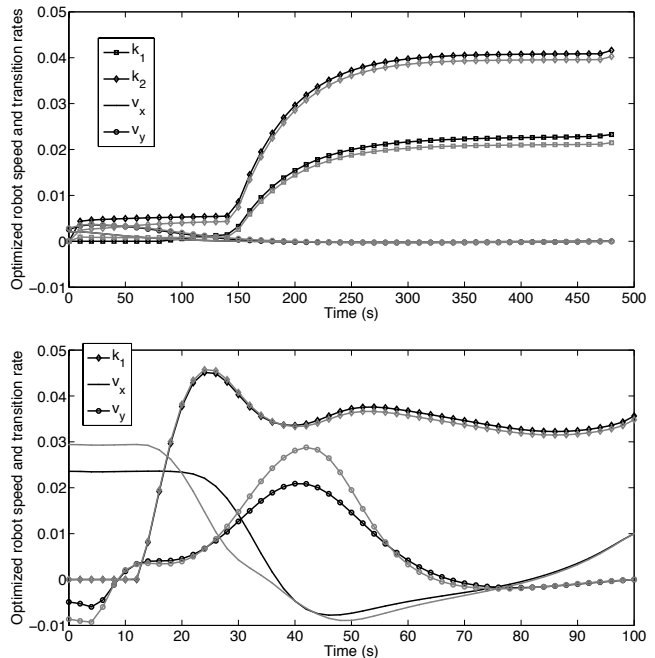 Optimized robot speed and transition rates
0.05
0.04
0.03
0.02
0.01
0
−0.01
k1
k2
vx
vy
0 50 100 150 200 250 300 350 400 450 500
Time (s)
Optimized robot speed and transition rate
0.05
0.04
0.03
0.02
0.01
0
−0.01
k1
vx
vy
0 10 20 30 40 50 60 70 80 90 100
Time (s)